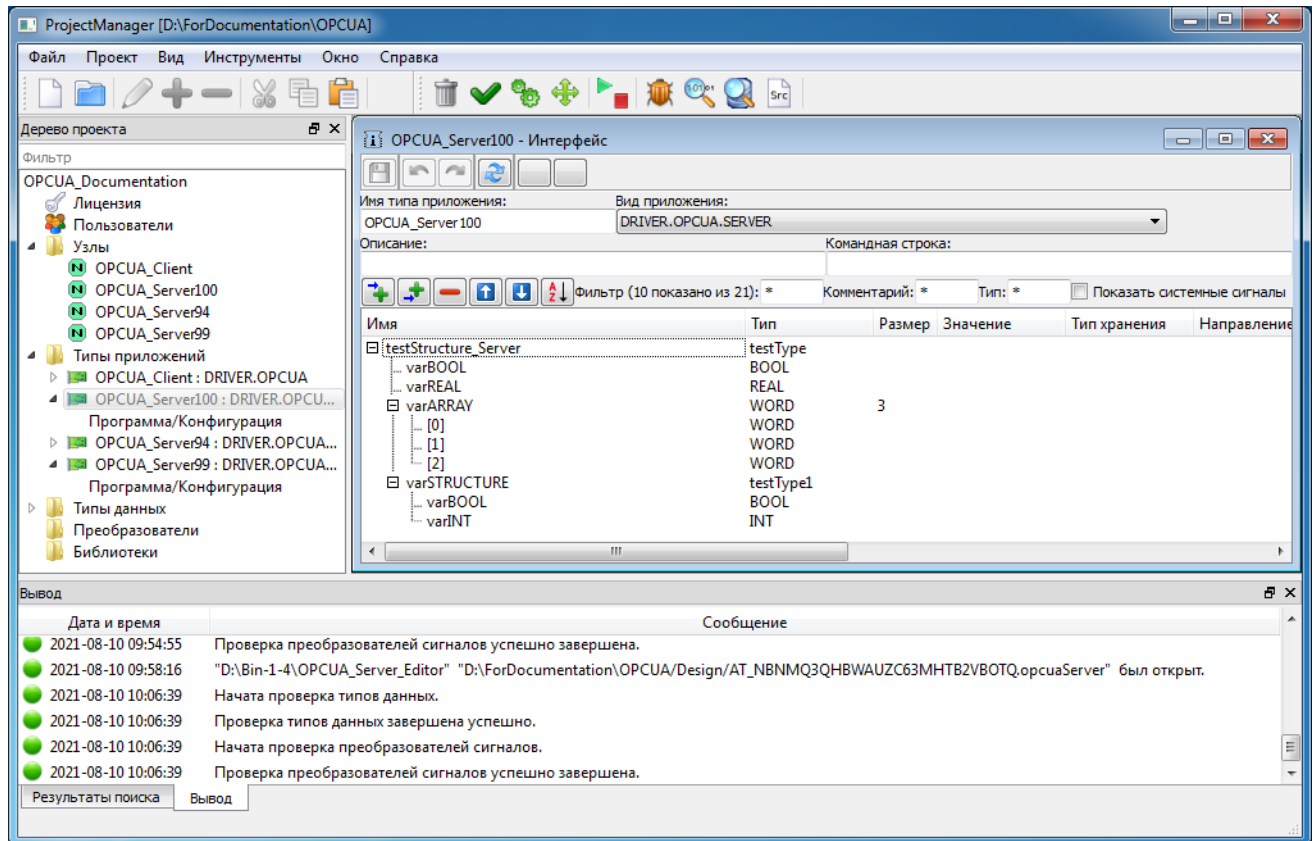 ProjectManager [D:\ForDocumentation\OPCUA]
Файл Проект Вид Инструменты Окно Справка
Src
Дерево проекта
Фильтр
OPCUA_Documentation
Лицензия
Пользователи
Узлы
OPCUA_Client
OPCUA_Server100
OPCUA_Server94
OPCUA_Server99
Типы приложений
OPCUA_Client : DRIVER.OPCUA
OPCUA_Server100 : DRIVER.OPCU...
Программа/Конфигурация
OPCUA_Server94 : DRIVER.OPCUA...
OPCUA_Server99 : DRIVER.OPCUA...
Программа/Конфигурация
Типы данных
Преобразователи
Библиотеки
OPCUA_Server100 - Интерфейс
Имя типа приложения: Вид приложения:
OPCUA_Server100 DRIVER.OPCUA.SERVER
Описание: Командная строка:
Фильтр (10 показано из 21): * Комментарий: * Тип: * Показать системные сигналы
Имя Тип Размер Значение Тип хранения Направление
testStructure_Server testType
varBOOL BOOL
varREAL REAL
varARRAY WORD 3
[0] WORD
[1] WORD
[2] WORD
varSTRUCTURE testType1
varBOOL BOOL
varINT INT
Вывод
Дата и время Сообщение
2021-08-10 09:54:55 Проверка преобразователей сигналов успешно завершена.
2021-08-10 09:58:16 "D:\Bin-1-4\OPCUA_Server_Editor" "D:\ForDocumentation\OPCUA/Design/AT_NBNMQ3QHBWAUZC63MHTB2VBOTQ.opcuaServer" был открыт.
2021-08-10 10:06:39 Начата проверка типов данных.
2021-08-10 10:06:39 Проверка типов данных завершена успешно.
2021-08-10 10:06:39 Начата проверка преобразователей сигналов.
2021-08-10 10:06:39 Проверка преобразователей сигналов успешно завершена.
Результаты поиска Вывод